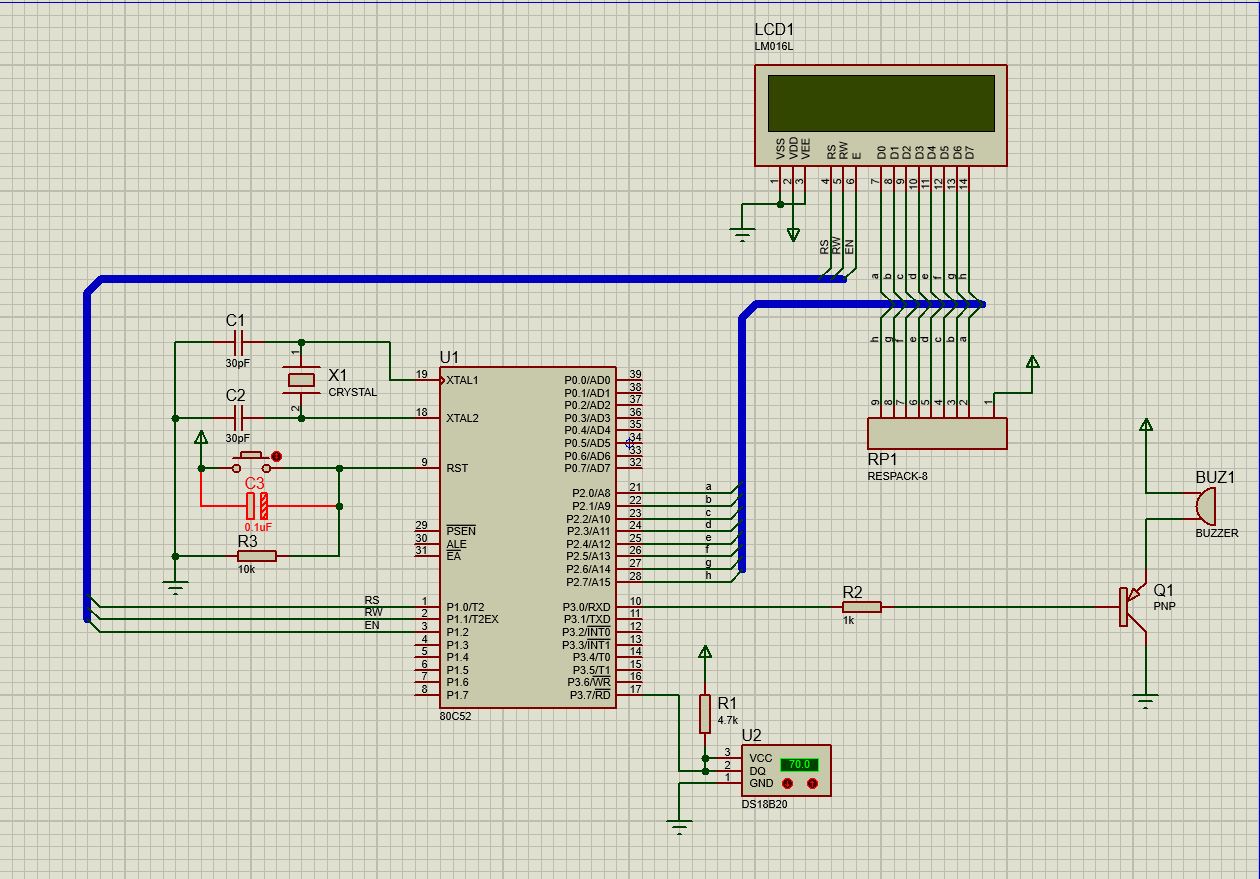 LCD1
LM016L
VSS VDD VEE RS RW E D0 D1 D2 D3 D4 D5 D6 D7
1 2 3 4 5 6 7 8 9 10 11 12 13 14
RS RW EN
a b c d e f g h
h g f e d c b a
9 8 7 6 5 4 3 2 1
RP1
RESPACK-8
C1
30pF
1
X1
CRYSTAL
2
C2
30pF
C3
0.1uF
R3
10k
U1
19 XTAL1
18 XTAL2
9 RST
29 PSEN
30 ALE
31 EA
RS 1 P1.0/T2
RW 2 P1.1/T2EX
EN 3 P1.2
4 P1.3
5 P1.4
6 P1.5
7 P1.6
8 P1.7
P0.0/AD0 39
P0.1/AD1 38
P0.2/AD2 37
P0.3/AD3 36
P0.4/AD4 35
P0.5/AD5 34
P0.6/AD6 33
P0.7/AD7 32
P2.0/A8 21 a
P2.1/A9 22 b
P2.2/A10 23 c
P2.3/A11 24 d
P2.4/A12 25 e
P2.5/A13 26 f
P2.6/A14 27 g
P2.7/A15 28 h
P3.0/RXD 10
P3.1/TXD 11
P3.2/INT0 12
P3.3/INT1 13
P3.4/T0 14
P3.5/T1 15
P3.6/WR 16
P3.7/RD 17
80C52
R2
1k
BUZ1
BUZZER
Q1
PNP
R1
4.7k
U2
3 VCC
2 DQ
1 GND
70.0
DS18B20